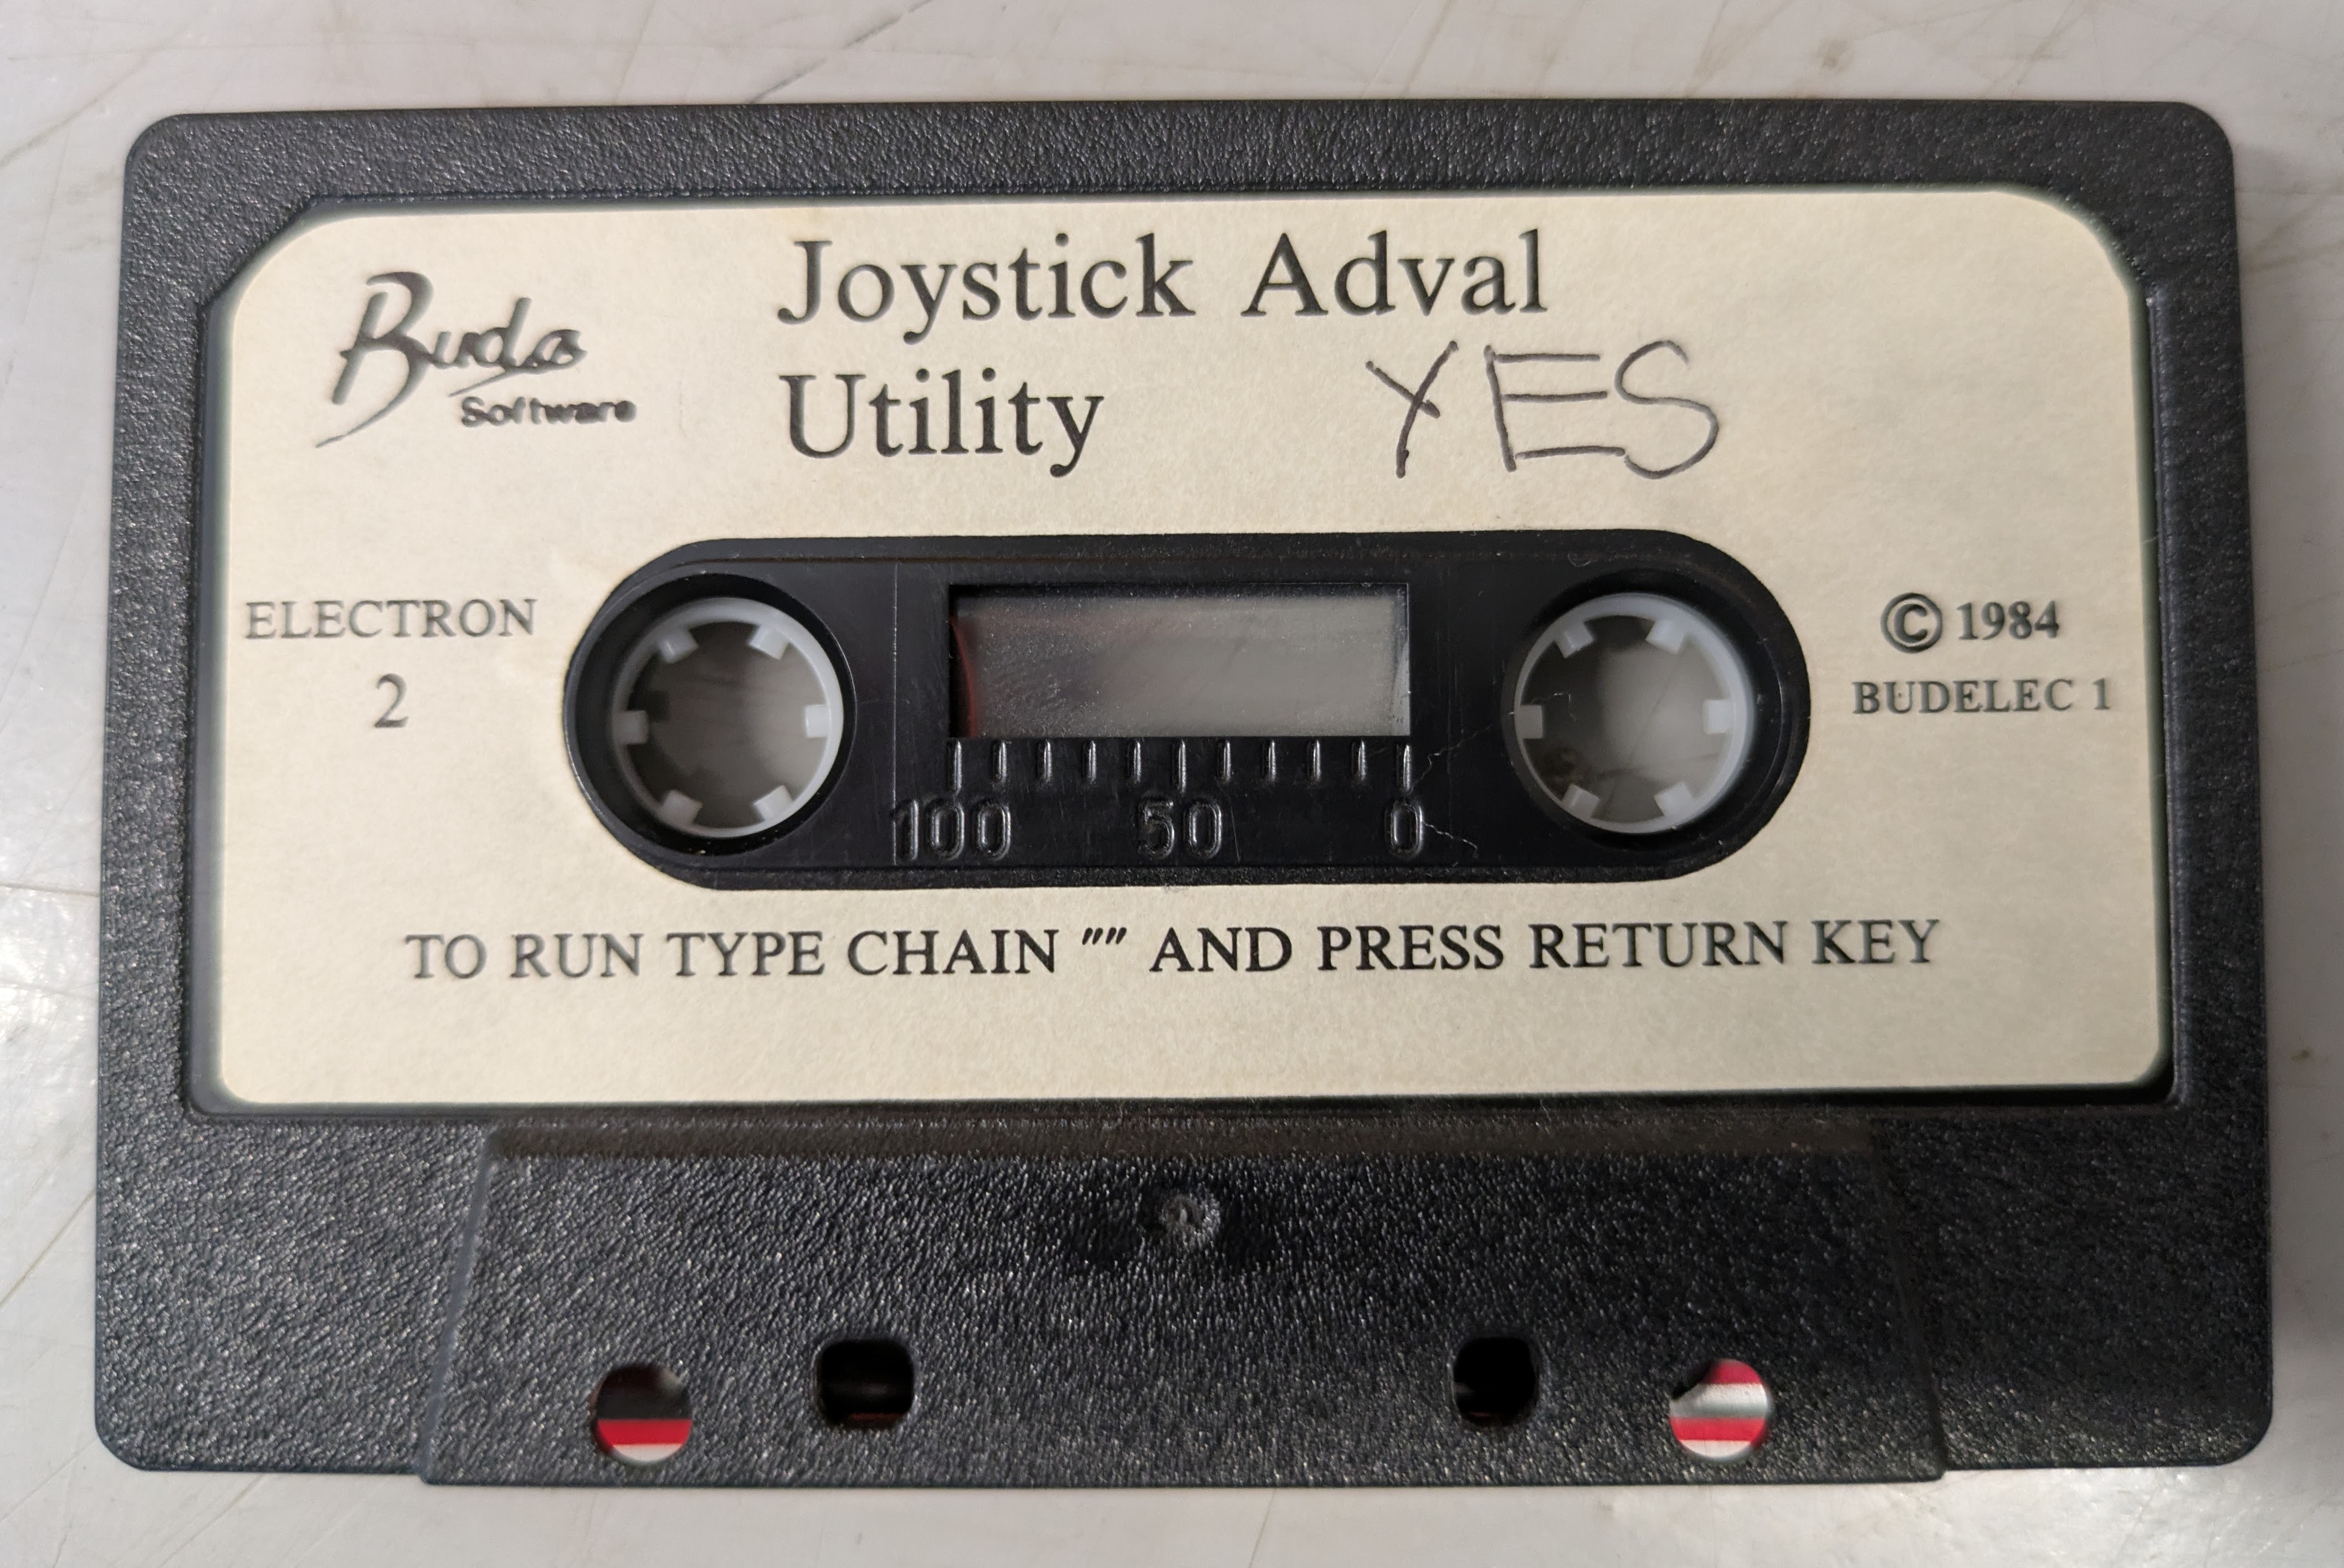 Buda
Software
Joystick Adval
Utility YES
ELECTRON
2
© 1984
BUDELEC 1
100 50 0
TO RUN TYPE CHAIN "" AND PRESS RETURN KEY